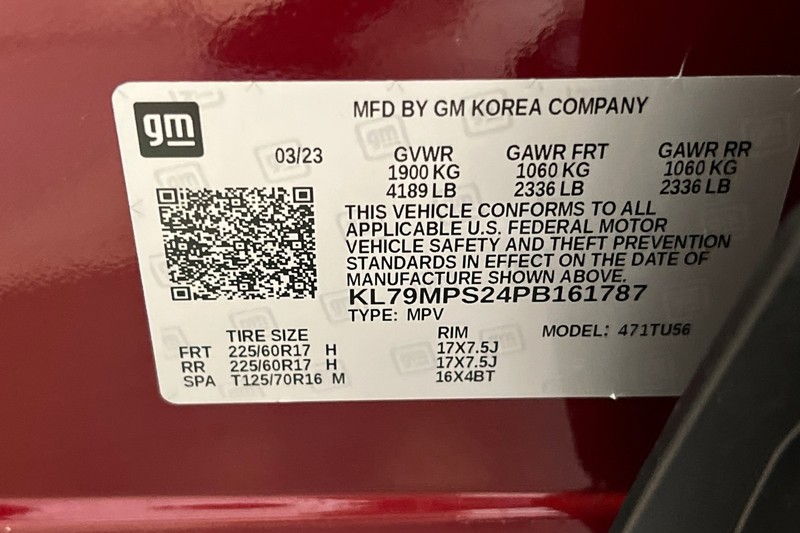 gm
MFD BY GM KOREA COMPANY
03/23 GVWR GAWR FRT GAWR RR
1900 KG 1060 KG 1060 KG
4189 LB 2336 LB 2336 LB
THIS VEHICLE CONFORMS TO ALL
APPLICABLE U.S. FEDERAL MOTOR
VEHICLE SAFETY AND THEFT PREVENTION
STANDARDS IN EFFECT ON THE DATE OF
MANUFACTURE SHOWN ABOVE.
KL79MPS24PB161787
TYPE: MPV
TIRE SIZE RIM MODEL: 471TU56
FRT 225/60R17 H 17X7.5J
RR 225/60R17 H 17X7.5J
SPA T125/70R16 M 16X4BT